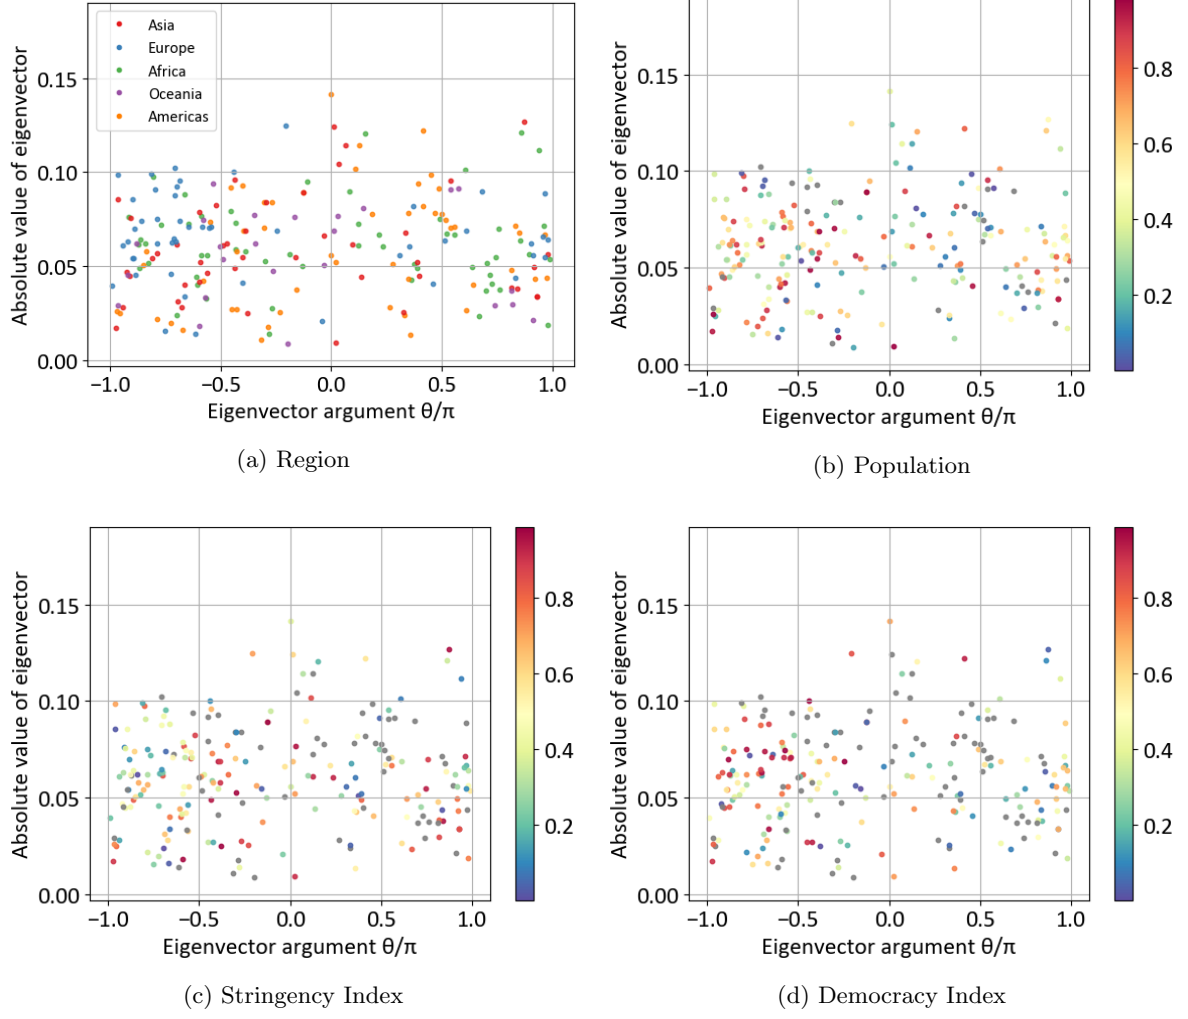 Asia
Europe
Africa
Oceania
Americas
Absolute value of eigenvector
0.15
0.10
0.05
0.00
−1.0 −0.5 0.0 0.5 1.0
Eigenvector argument θ/π
(a) Region
Absolute value of eigenvector
0.15
0.10
0.05
0.00
−1.0 −0.5 0.0 0.5 1.0
Eigenvector argument θ/π
0.8
0.6
0.4
0.2
(b) Population
Absolute value of eigenvector
0.15
0.10
0.05
0.00
−1.0 −0.5 0.0 0.5 1.0
Eigenvector argument θ/π
0.8
0.6
0.4
0.2
(c) Stringency Index
Absolute value of eigenvector
0.15
0.10
0.05
0.00
−1.0 −0.5 0.0 0.5 1.0
Eigenvector argument θ/π
0.8
0.6
0.4
0.2
(d) Democracy Index